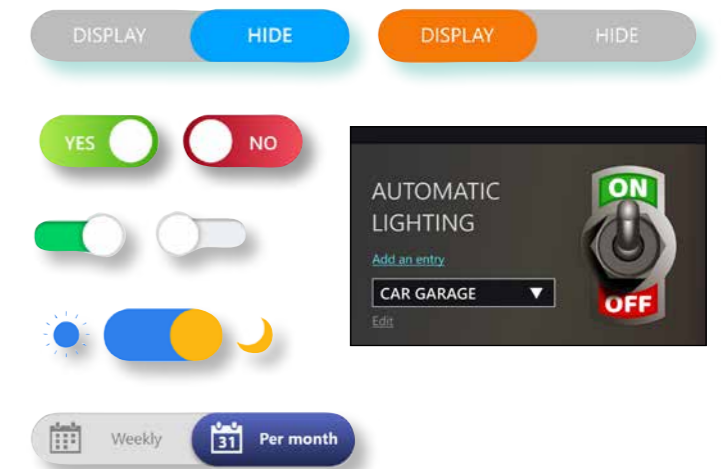 DISPLAY HIDE
DISPLAY HIDE
YES
NO
AUTOMATIC
LIGHTING
Add an entry
CAR GARAGE
Edit
ON
OFF
Weekly
31 Per month